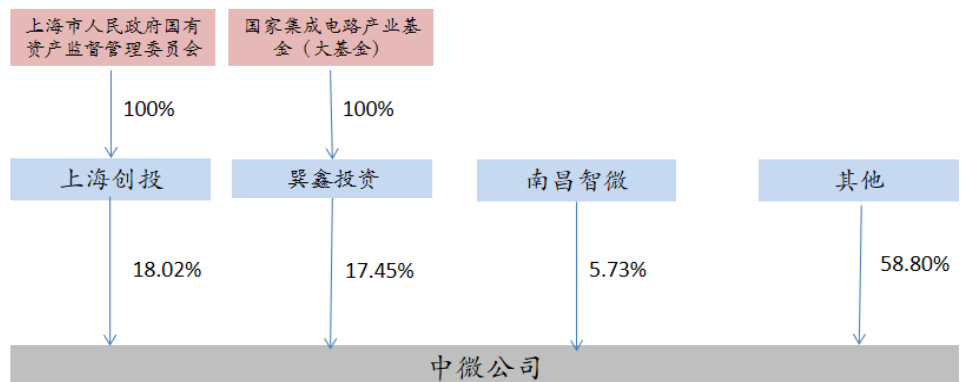 上海市人民政府国有
资产监督管理委员会
国家集成电路产业基
金（大基金）
100%
100%
上海创投
巽鑫投资
南昌智微
其他
18.02%
17.45%
5.73%
58.80%
中微公司